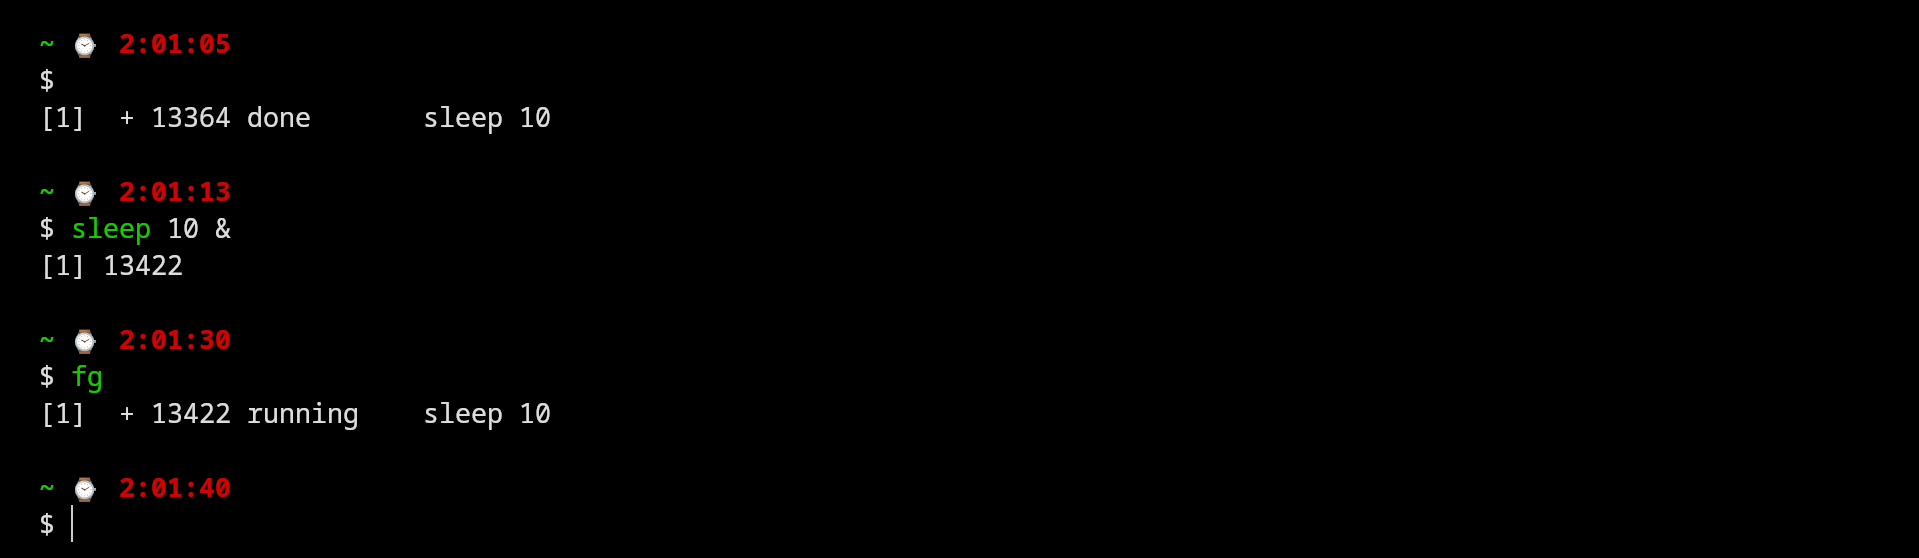 ~ ⌚ 2:01:05
$
[1]  + 13364 done       sleep 10
~ ⌚ 2:01:13
$ sleep 10 &
[1] 13422
~ ⌚ 2:01:30
$ fg
[1]  + 13422 running    sleep 10
~ ⌚ 2:01:40
$